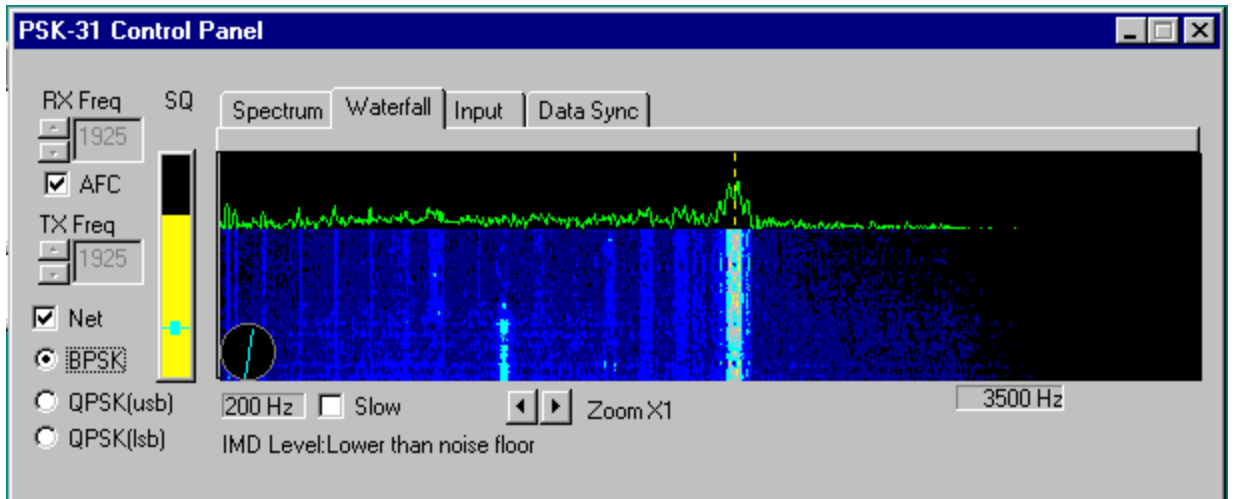 PSK-31 Control Panel
RX Freq
SQ
Spectrum
Waterfall
Input
Data Sync
1925
AFC
TX Freq
1925
Net
BPSK
QPSK(usb)
QPSK(lsb)
200 Hz
Slow
Zoom X1
3500 Hz
IMD Level:Lower than noise floor